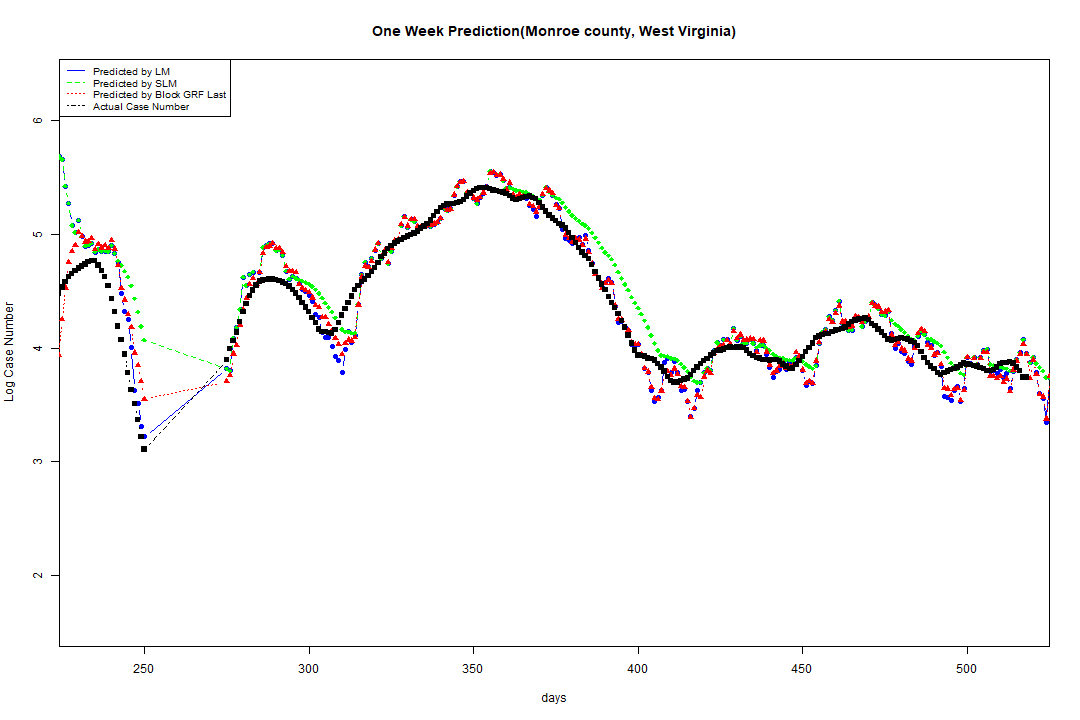 One Week Prediction(Monroe county, West Virginia)
Predicted by LM
Predicted by SLM
Predicted by Block GRF Last
Actual Case Number
Log Case Number
6
5
4
3
2
250 300 350 400 450 500
days